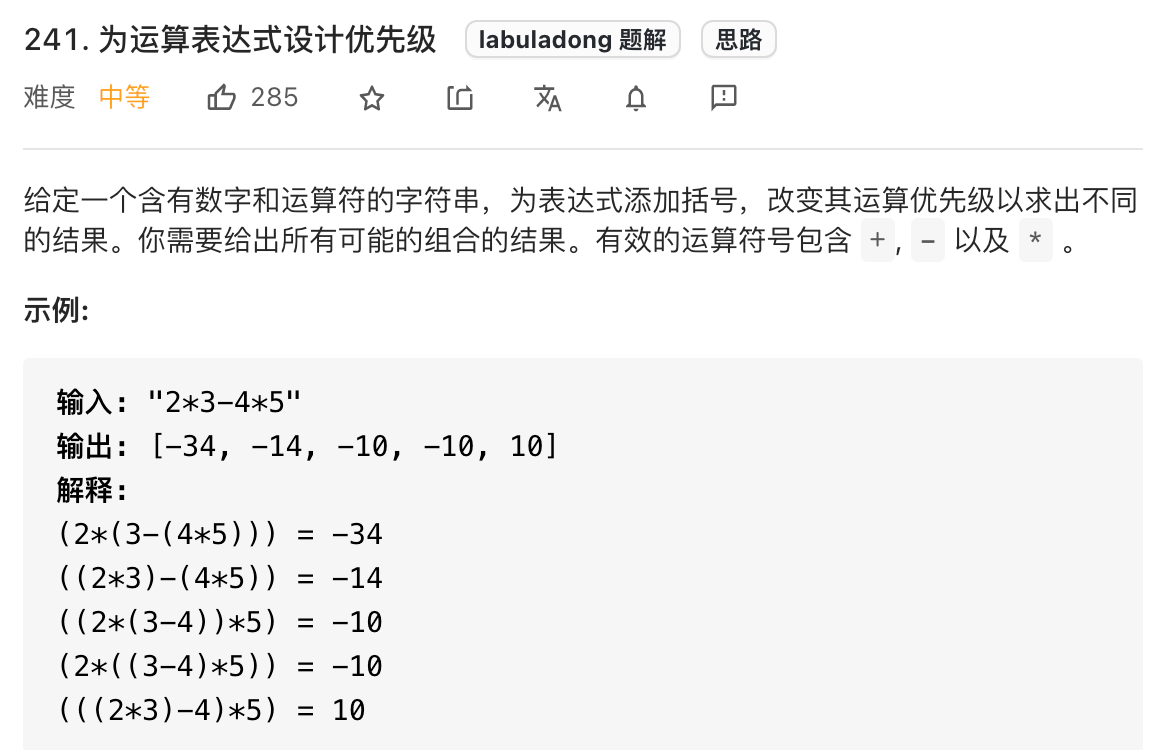 241. 为运算表达式设计优先级 labuladong 题解 思路
难度 中等 285
给定一个含有数字和运算符的字符串，为表达式添加括号，改变其运算优先级以求出不同
的结果。你需要给出所有可能的组合的结果。有效的运算符号包含 +, - 以及 * 。
示例:
输入: "2*3-4*5"
输出: [-34, -14, -10, -10, 10]
解释:
(2*(3-(4*5))) = -34
((2*3)-(4*5)) = -14
((2*(3-4))*5) = -10
(2*((3-4)*5)) = -10
(((2*3)-4)*5) = 10